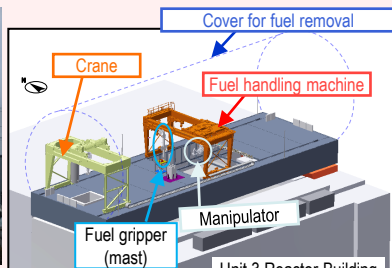 Cover for fuel removal
Crane
N
Fuel handling machine
Manipulator
Fuel gripper
(mast)
Unit 3 Reactor Building